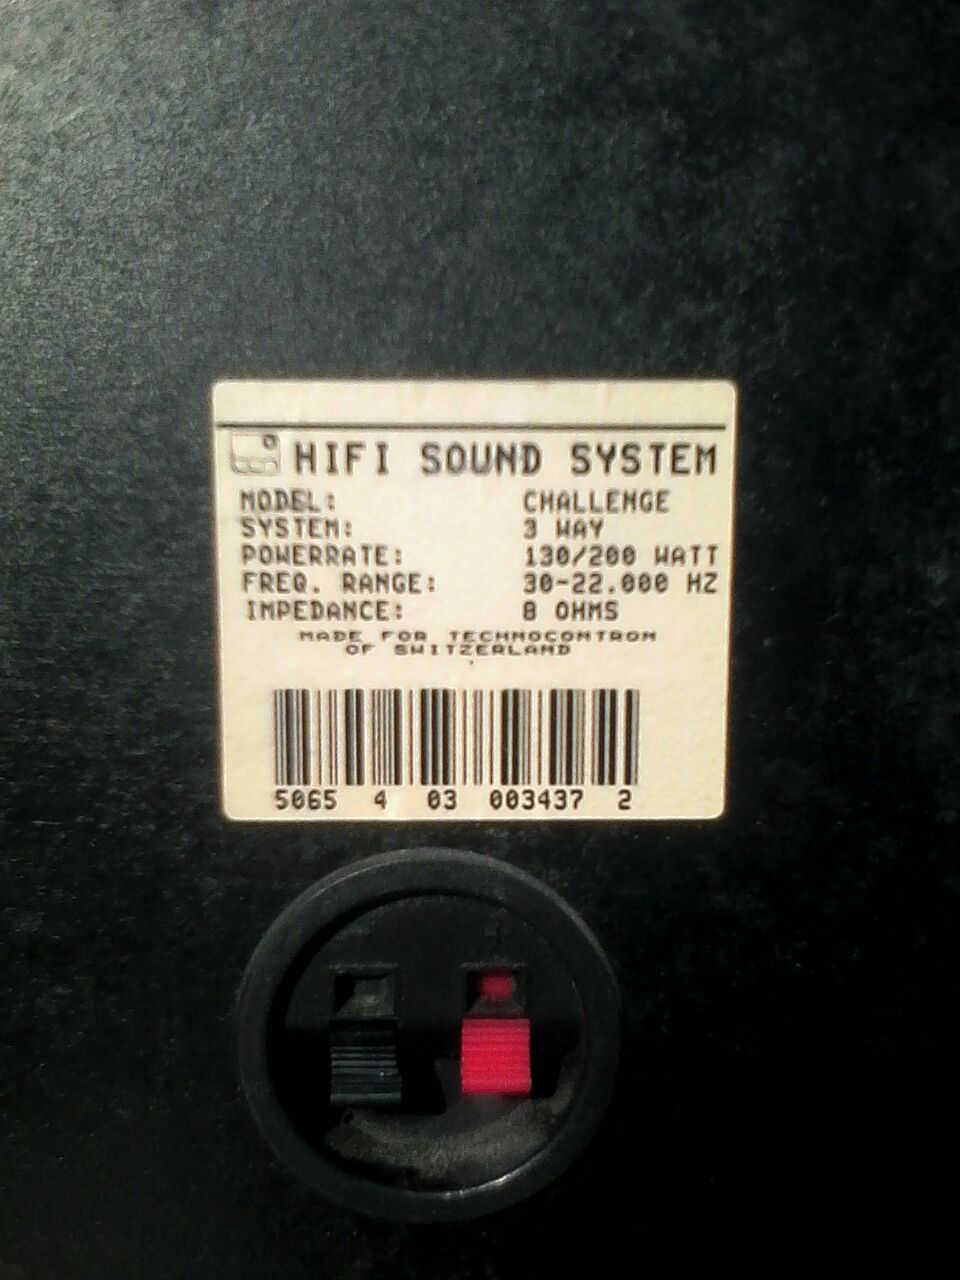 HIFI SOUND SYSTEM
MODEL: CHALLENGE
SYSTEM: 3 WAY
POWERRATE: 130/200 WATT
FREQ. RANGE: 30-22.000 HZ
IMPEDANCE: 8 OHMS
MADE FOR TECHNOCONTROM
OF SWITZERLAND
5065 4 03 003437 2